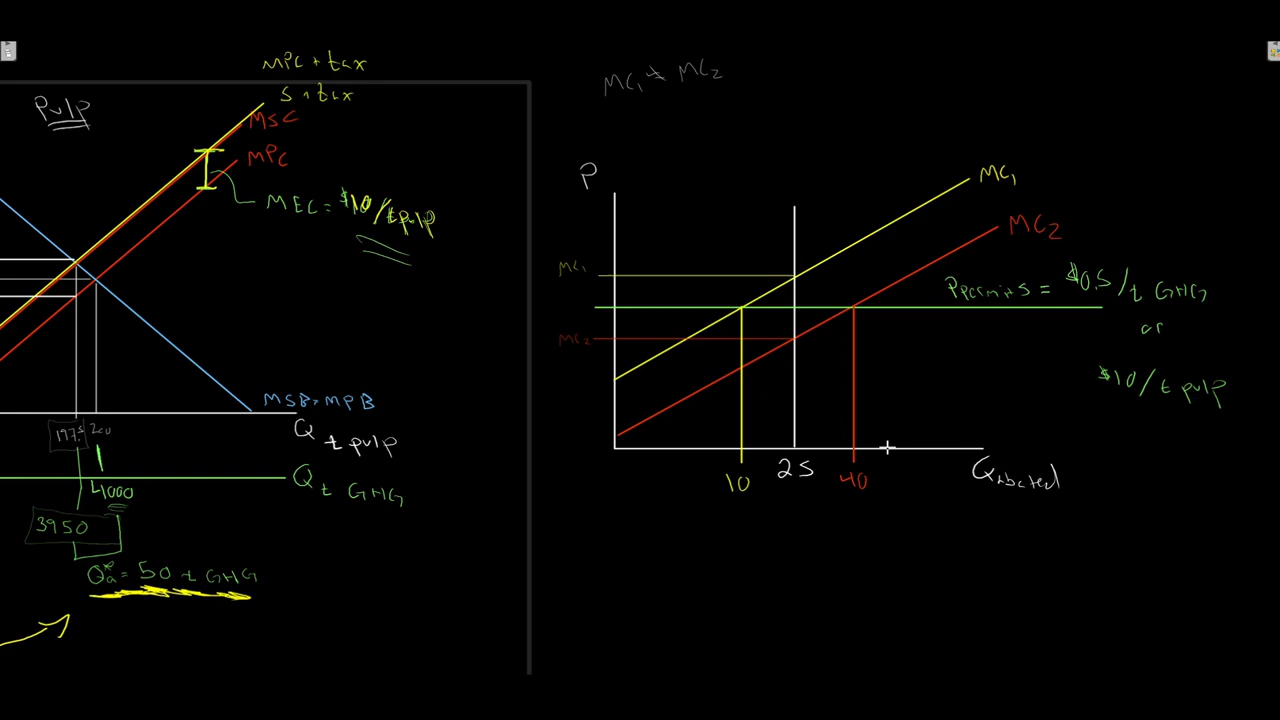 MPC + tax
S + tax
Pulp
MSC
MPC
MEC = $10/t pulp
MSB = MPB
197.5
200
Q t pulp
Q t GHG
4000
3950
Q*a = 50 t GHG
MC1 ≠ MC2
P
MC1
MC2
MC1
MC2
Ppermits = $0.5/t GHG
or
$10/t pulp
10
25
40
Qabated